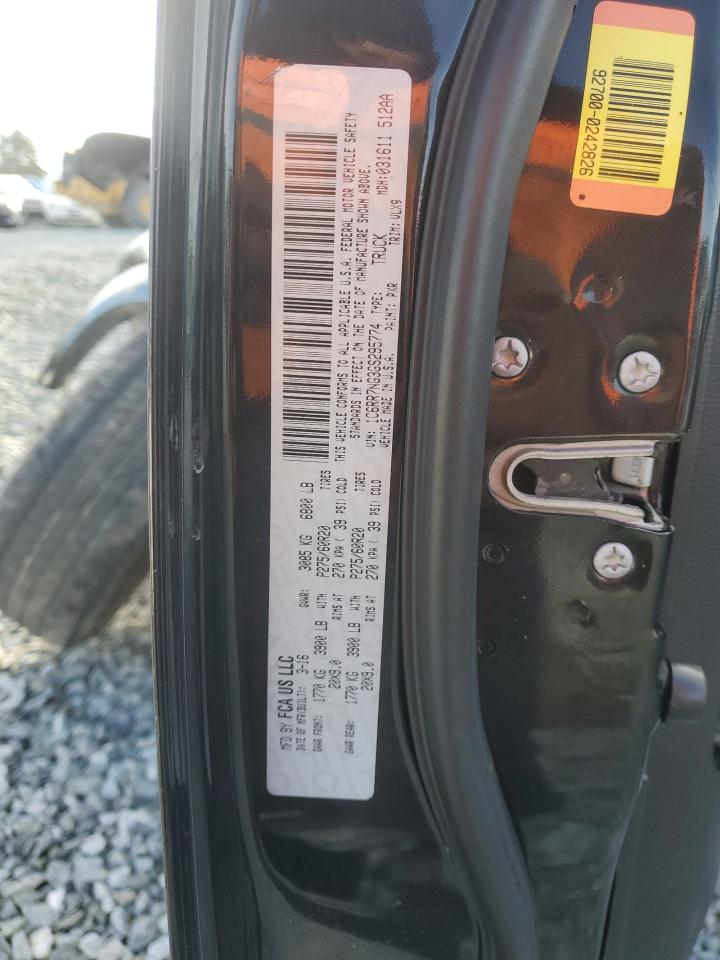 MFD BY FCA US LLC
DATE OF MFR(BUILT): 3-16 GVWR: 3085 KG 6800 LB
GAWR FRONT: 1770 KG 3900 LB WITH P275/60R20 TIRES
20X9.0 RIMS AT 270 KPA ( 39 PSI) COLD
GAWR REAR: 1770 KG 3900 LB WITH P275/60R20 TIRES
20X9.0 RIMS AT 270 KPA ( 39 PSI) COLD
THIS VEHICLE CONFORMS TO ALL APPLICABLE U.S.A. FEDERAL MOTOR VEHICLE SAFETY
STANDARDS IN EFFECT ON THE DATE OF MANUFACTURE SHOWN ABOVE.
VIN: 1C6RR7NG3GS295774 TYPE: TRUCK MDH:031611 512AA
VEHICLE MADE IN U.S.A. PAINT: PXR TRIM:VLX9
92700-0242826